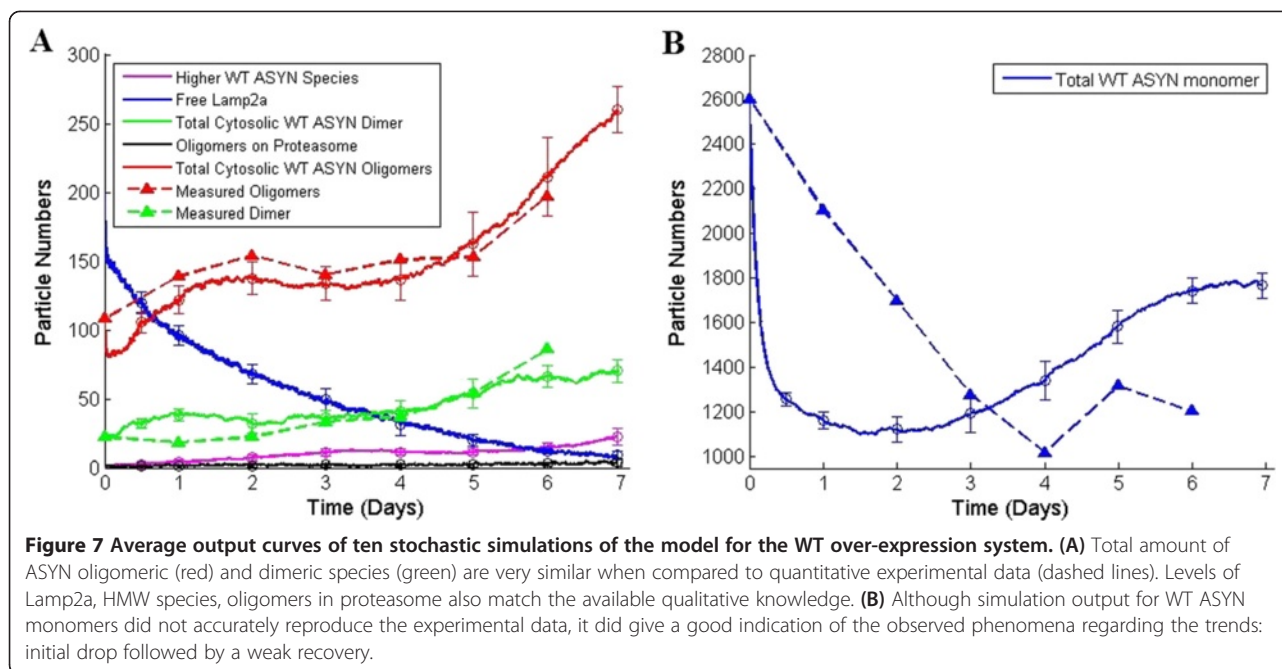 A
B
300
250
200
150
100
50
0
Particle Numbers
Higher WT ASYN Species
Free Lamp2a
Total Cytosolic WT ASYN Dimer
Oligomers on Proteasome
Total Cytosolic WT ASYN Oligomers
Measured Oligomers
Measured Dimer
0 1 2 3 4 5 6 7
Time (Days)
2800
2600
2400
2200
2000
1800
1600
1400
1200
1000
Particle Numbers
Total WT ASYN monomer
0 1 2 3 4 5 6 7
Time (Days)
Figure 7 Average output curves of ten stochastic simulations of the model for the WT over-expression system. (A) Total amount of
ASYN oligomeric (red) and dimeric species (green) are very similar when compared to quantitative experimental data (dashed lines). Levels of
Lamp2a, HMW species, oligomers in proteasome also match the available qualitative knowledge. (B) Although simulation output for WT ASYN
monomers did not accurately reproduce the experimental data, it did give a good indication of the observed phenomena regarding the trends:
initial drop followed by a weak recovery.